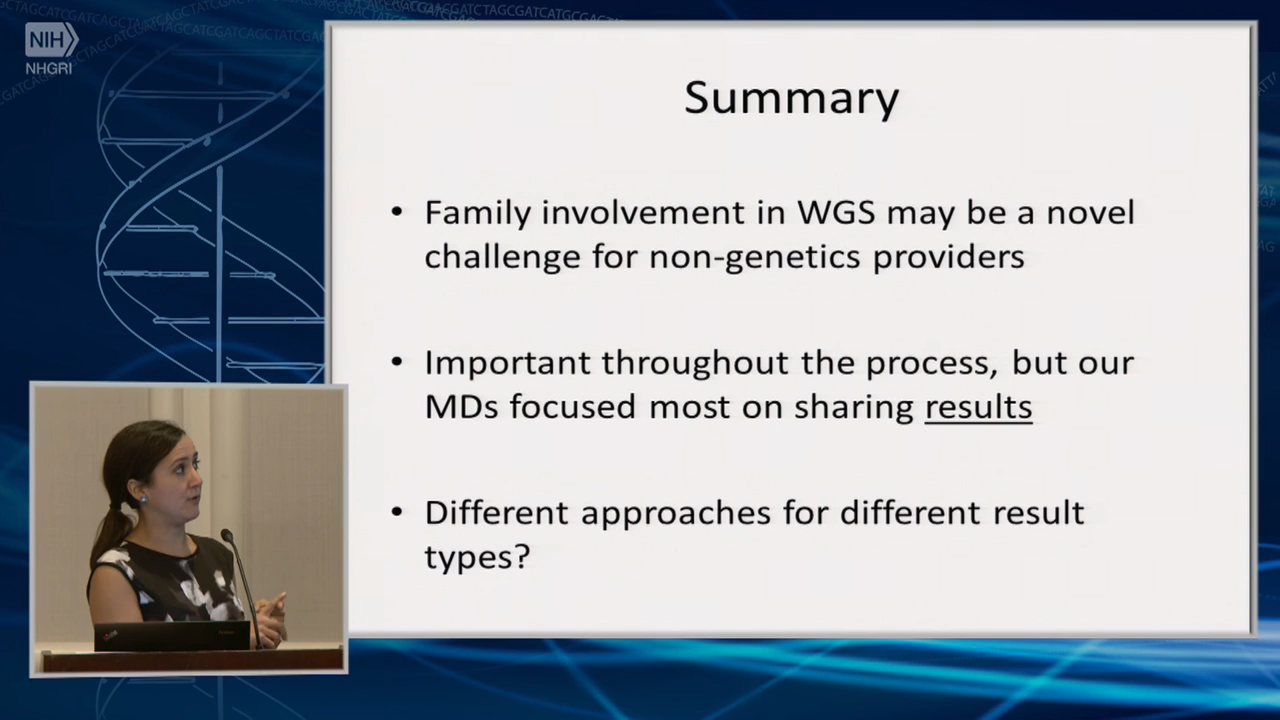 NIH
NHGRI
Summary
• Family involvement in WGS may be a novel
challenge for non-genetics providers
• Important throughout the process, but our
MDs focused most on sharing results
• Different approaches for different result
types?